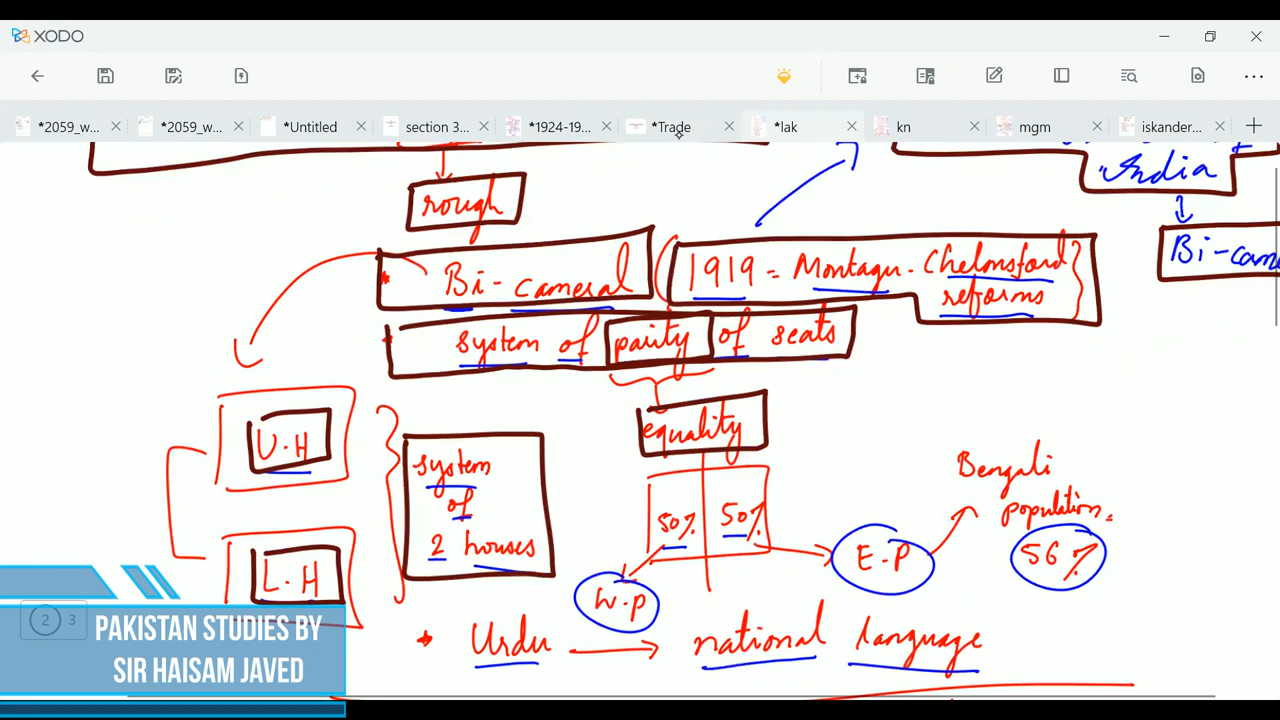 XODO
*2059_w...
*2059_w...
*Untitled
section 3...
*1924-19...
*Trade
*lak
kn
mgm
iskander...
India
rough
Bi-cam
Bi-cameral
1919 = Montagu-Chelmsford
reforms
system of parity of seats
equality
U.H
L.H
system
of
2 houses
50% 50%
W.P
E.P
Bengali
population.
56%
Urdu → national language
2 3
PAKISTAN STUDIES BY
SIR HAISAM JAVED